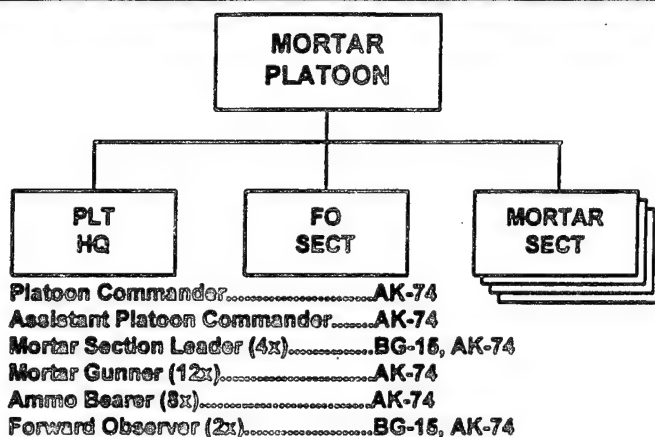 MORTAR
PLATOON
PLT
HQ
FO
SECT
MORTAR
SECT
Platoon Commander........................AK-74
Assistant Platoon Commander.......AK-74
Mortar Section Leader (4x)..............BG-15, AK-74
Mortar Gunner (12x)........................AK-74
Ammo Bearer (8x)...........................AK-74
Forward Observer (2x).....................BG-15, AK-74